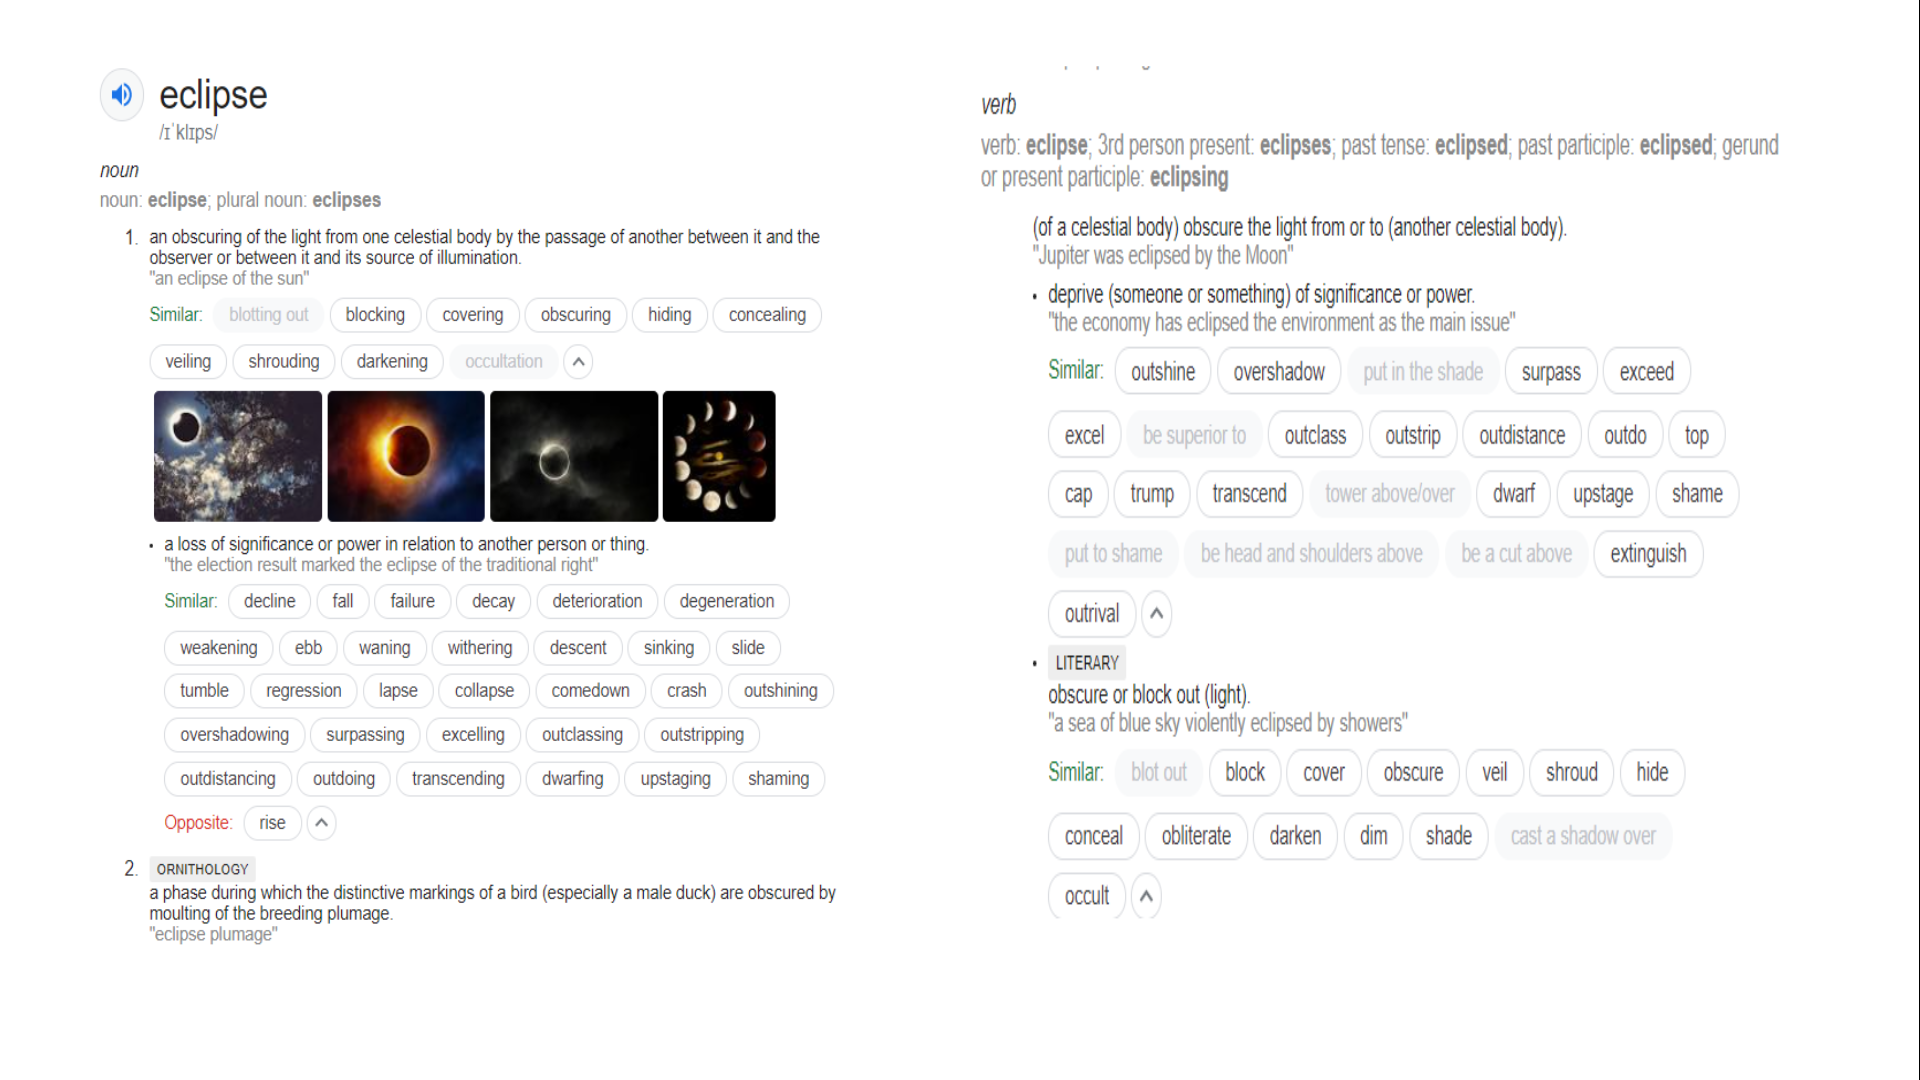 eclipse
/ɪˈklɪps/
noun
noun: eclipse; plural noun: eclipses
1. an obscuring of the light from one celestial body by the passage of another between it and the
observer or between it and its source of illumination.
"an eclipse of the sun"
Similar: blotting out blocking covering obscuring hiding concealing
veiling shrouding darkening occultation
• a loss of significance or power in relation to another person or thing.
"the election result marked the eclipse of the traditional right"
Similar: decline fall failure decay deterioration degeneration
weakening ebb waning withering descent sinking slide
tumble regression lapse collapse comedown crash outshining
overshadowing surpassing excelling outclassing outstripping
outdistancing outdoing transcending dwarfing upstaging shaming
Opposite: rise
2. ORNITHOLOGY
a phase during which the distinctive markings of a bird (especially a male duck) are obscured by
moulting of the breeding plumage.
"eclipse plumage"
verb
verb: eclipse; 3rd person present: eclipses; past tense: eclipsed; past participle: eclipsed; gerund
or present participle: eclipsing
(of a celestial body) obscure the light from or to (another celestial body).
"Jupiter was eclipsed by the Moon"
• deprive (someone or something) of significance or power.
"the economy has eclipsed the environment as the main issue"
Similar: outshine overshadow put in the shade surpass exceed
excel be superior to outclass outstrip outdistance outdo top
cap trump transcend tower above/over dwarf upstage shame
put to shame be head and shoulders above be a cut above extinguish
outrival
• LITERARY
obscure or block out (light).
"a sea of blue sky violently eclipsed by showers"
Similar: blot out block cover obscure veil shroud hide
conceal obliterate darken dim shade cast a shadow over
occult